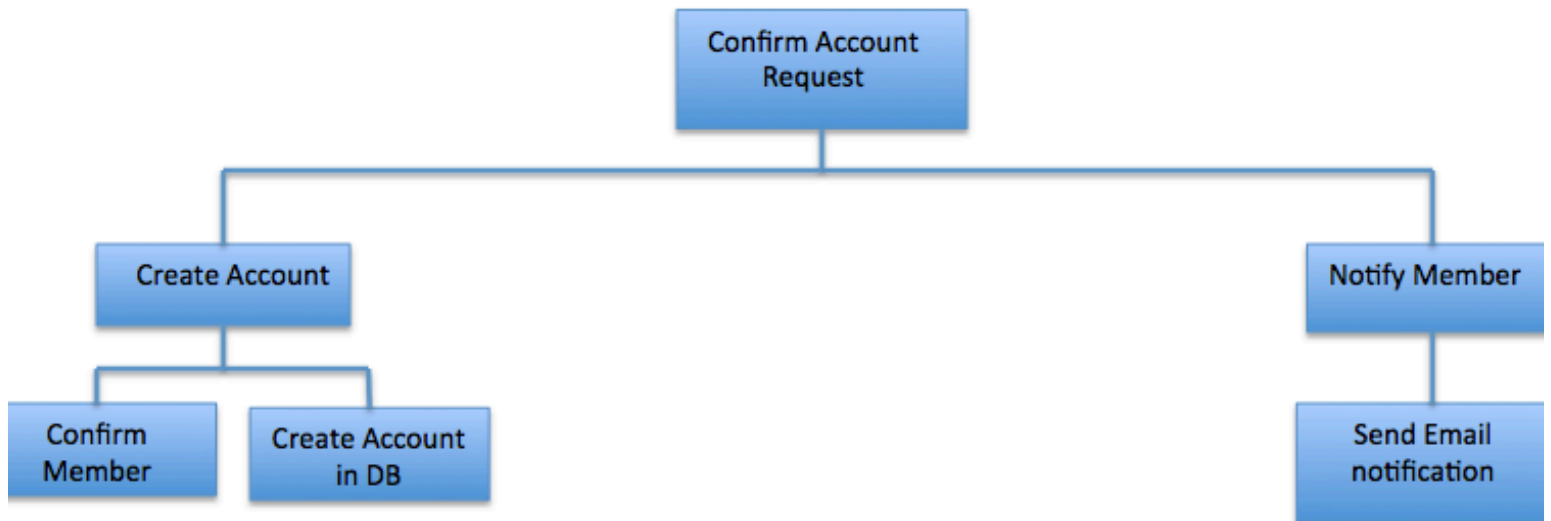 Confirm Account
Request
Create Account
Notify Member
Confirm
Member
Create Account
in DB
Send Email
notification